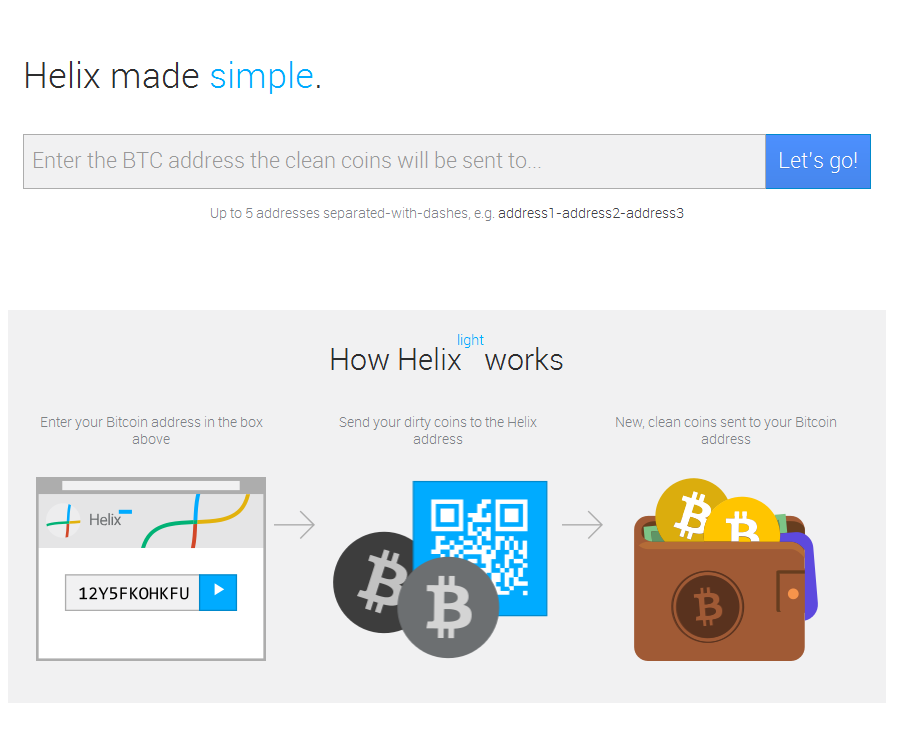 Helix made simple.
Enter the BTC address the clean coins will be sent to...
Let's go!
Up to 5 addresses separated-with-dashes, e.g. address1-address2-address3
light
How Helix works
Enter your Bitcoin address in the box
above
Send your dirty coins to the Helix
address
New, clean coins sent to your Bitcoin
address
Helix
12Y5FKOHKFU